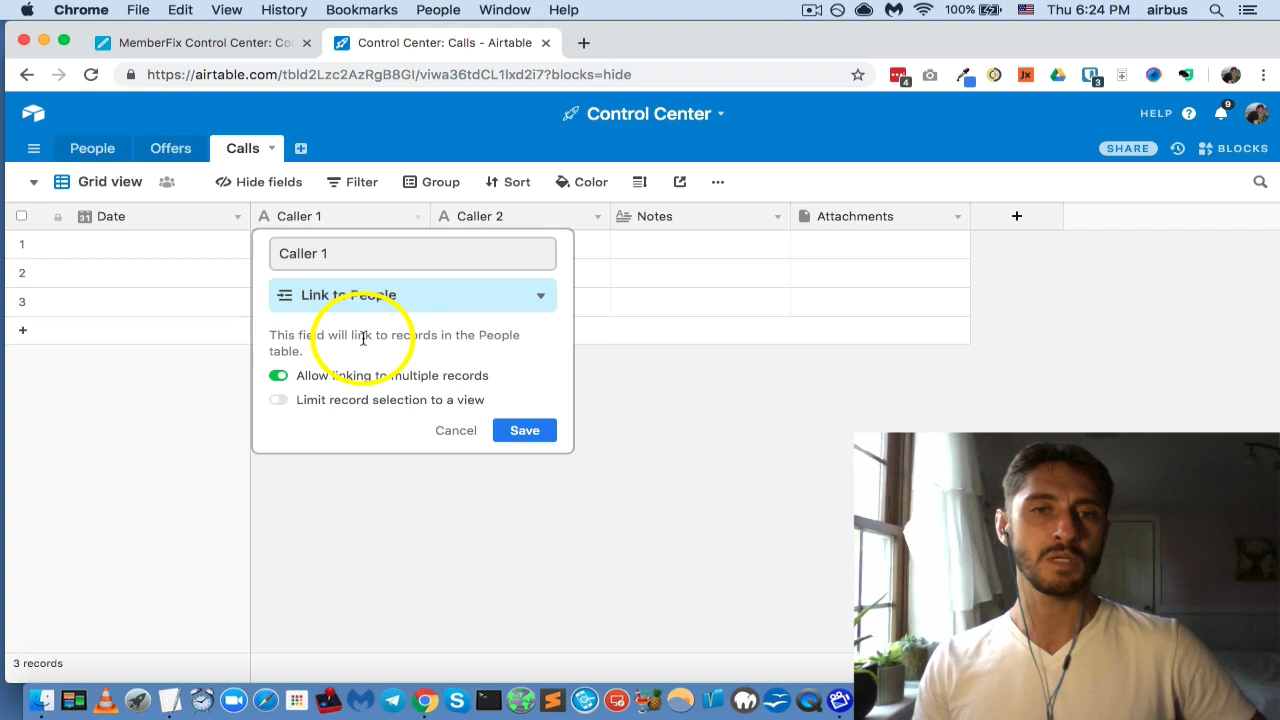 Chrome File Edit View History Bookmarks People Window Help 100% Thu 6:24 PM airbus
MemberFix Control Center: Co
Control Center: Calls - Airtable
https://airtable.com/tbld2Lzc2AzRgB8GI/viwa36tdCL1lxd2i7?blocks=hide
4
Jx
3
Control Center
HELP
9
People Offers Calls
SHARE BLOCKS
Grid view Hide fields Filter Group Sort Color
Date Caller 1 Caller 2 Notes Attachments
1
2
3
Caller 1
Link to People
This field will link to records in the People
table.
Allow linking to multiple records
Limit record selection to a view
Cancel Save
3 records